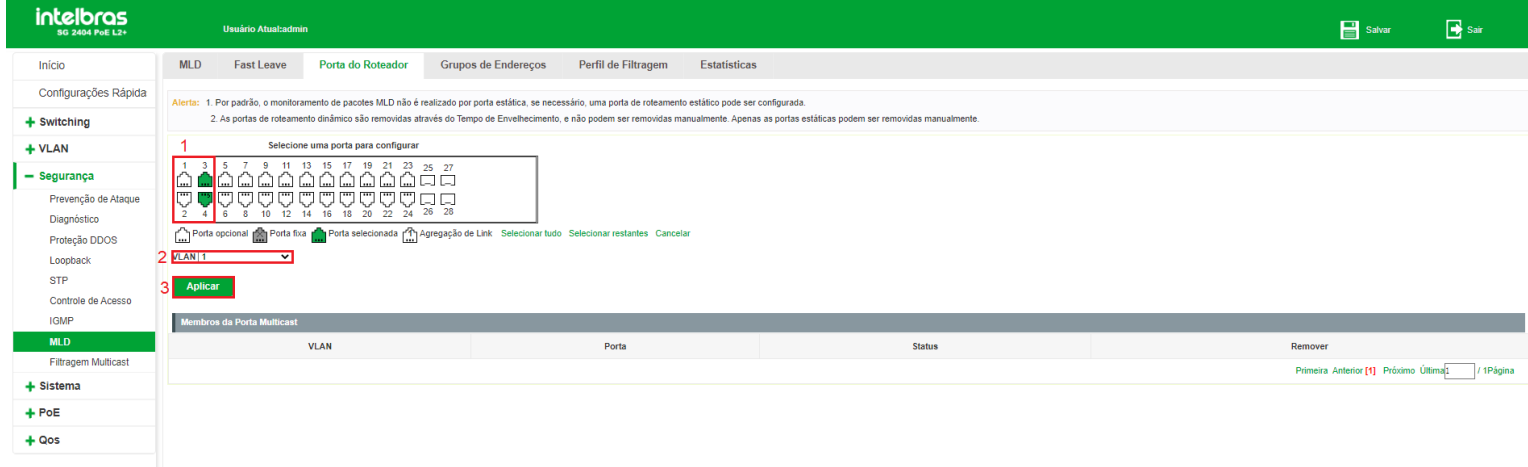 intelbras
SG 2404 PoE L2+
Usuário Atual:admin
Salvar
Sair
Início
Configurações Rápida
+ Switching
+ VLAN
− Segurança
Prevenção de Ataque
Diagnóstico
Proteção DDOS
Loopback
STP
Controle de Acesso
IGMP
MLD
Filtragem Multicast
+ Sistema
+ PoE
+ Qos
MLD Fast Leave Porta do Roteador Grupos de Endereços Perfil de Filtragem Estatísticas
Alerta: 1. Por padrão, o monitoramento de pacotes MLD não é realizado por porta estática, se necessário, uma porta de roteamento estático pode ser configurada.
2. As portas de roteamento dinâmico são removidas através do Tempo de Envelhecimento, e não podem ser removidas manualmente. Apenas as portas estáticas podem ser removidas manualmente.
1
Selecione uma porta para configurar
1 3 5 7 9 11 13 15 17 19 21 23 25 27
2 4 6 8 10 12 14 16 18 20 22 24 26 28
Porta opcional Porta fixa Porta selecionada 1 Agregação de Link Selecionar tudo Selecionar restantes Cancelar
2 VLAN 1
3 Aplicar
Membros da Porta Multicast
VLAN Porta Status Remover
Primeira Anterior [1] Próximo Última 1 / 1Página